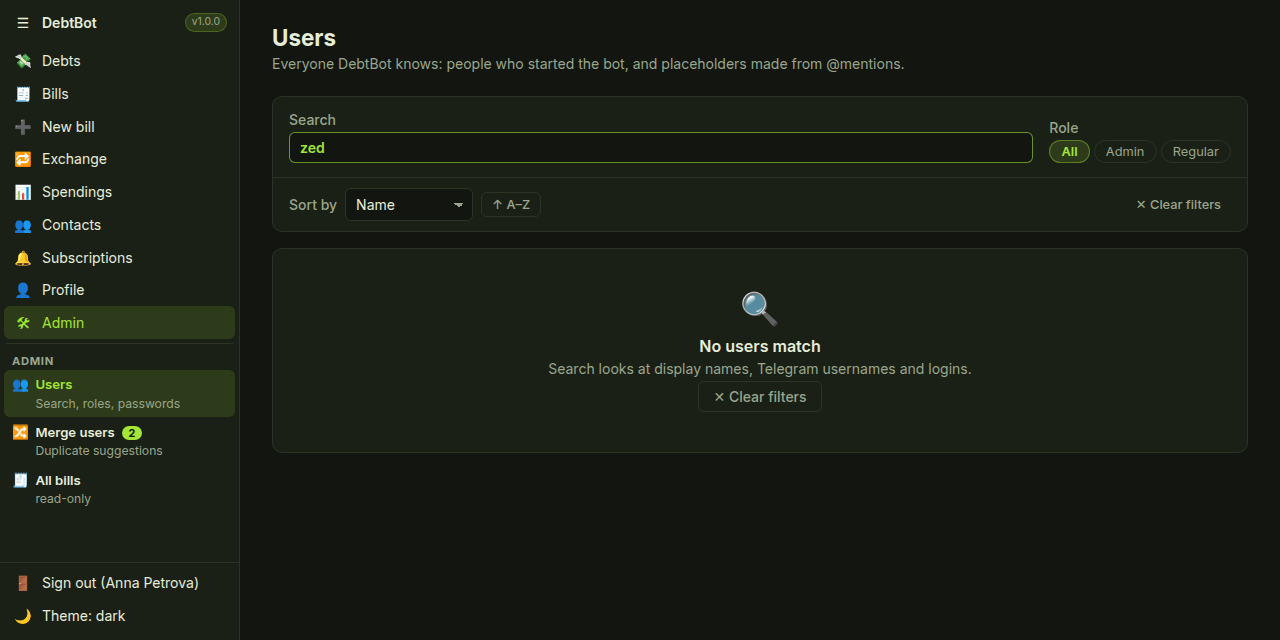 ☰ DebtBot v1.0.0
Debts
Bills
New bill
Exchange
Spendings
Contacts
Subscriptions
Profile
Admin
ADMIN
Users
Search, roles, passwords
Merge users 2
Duplicate suggestions
All bills
read-only
Sign out (Anna Petrova)
Theme: dark
Users
Everyone DebtBot knows: people who started the bot, and placeholders made from @mentions.
Search
zed
Role
All Admin Regular
Sort by Name ↑ A–Z ✕ Clear filters
No users match
Search looks at display names, Telegram usernames and logins.
✕ Clear filters